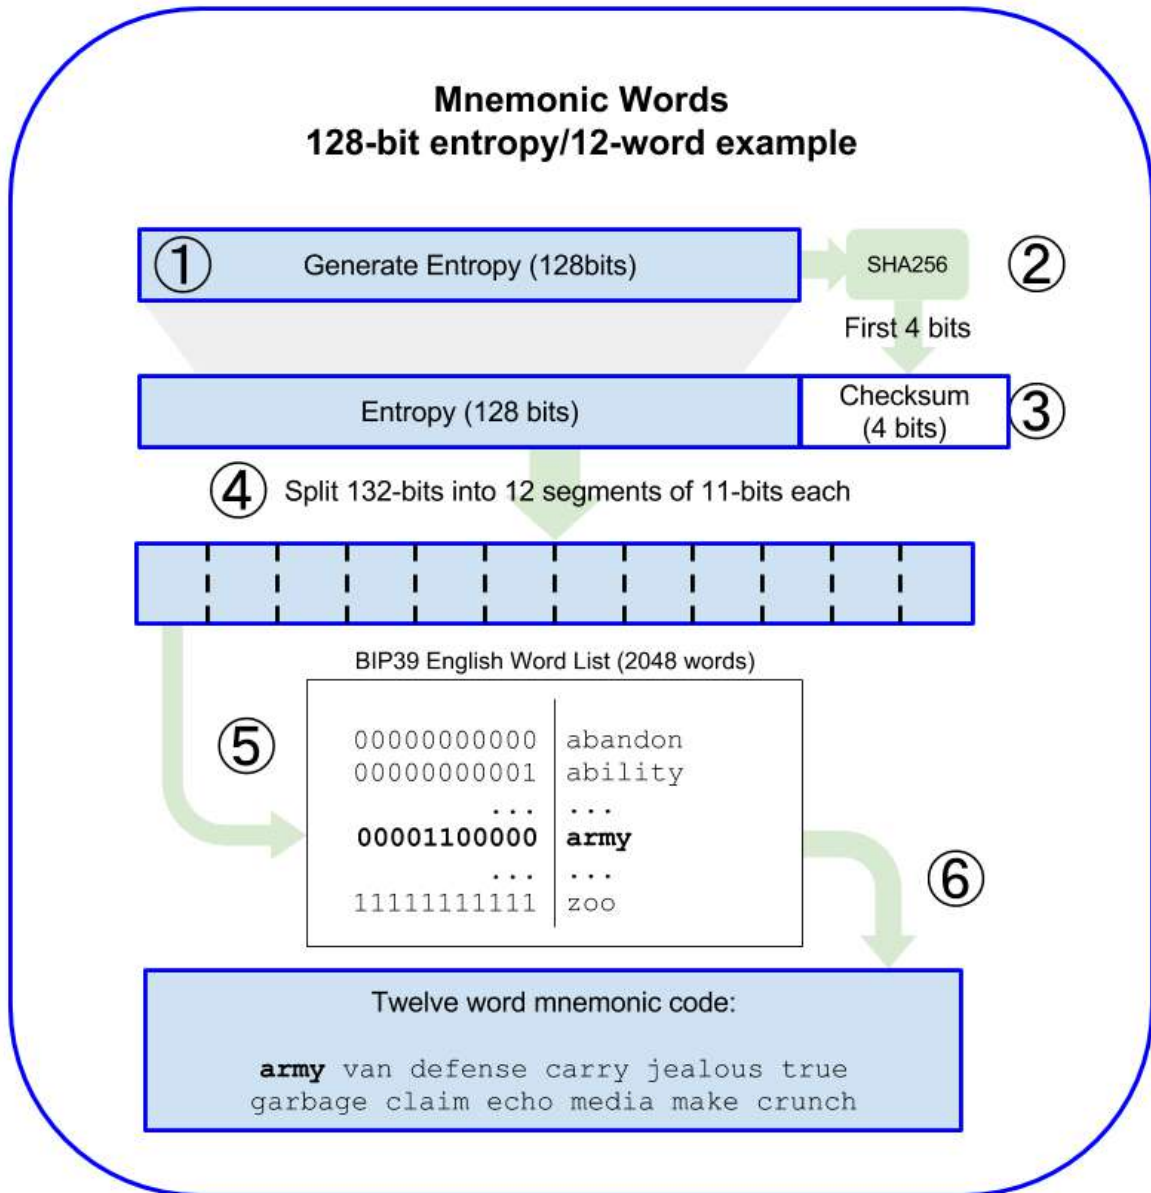 Mnemonic Words
128-bit entropy/12-word example
① Generate Entropy (128bits) SHA256 ②
First 4 bits
Entropy (128 bits) Checksum (4 bits) ③
④ Split 132-bits into 12 segments of 11-bits each
BIP39 English Word List (2048 words)
⑤
00000000000 abandon
00000000001 ability
... ...
00001100000 army
... ...
11111111111 zoo
⑥
Twelve word mnemonic code:
army van defense carry jealous true
garbage claim echo media make crunch